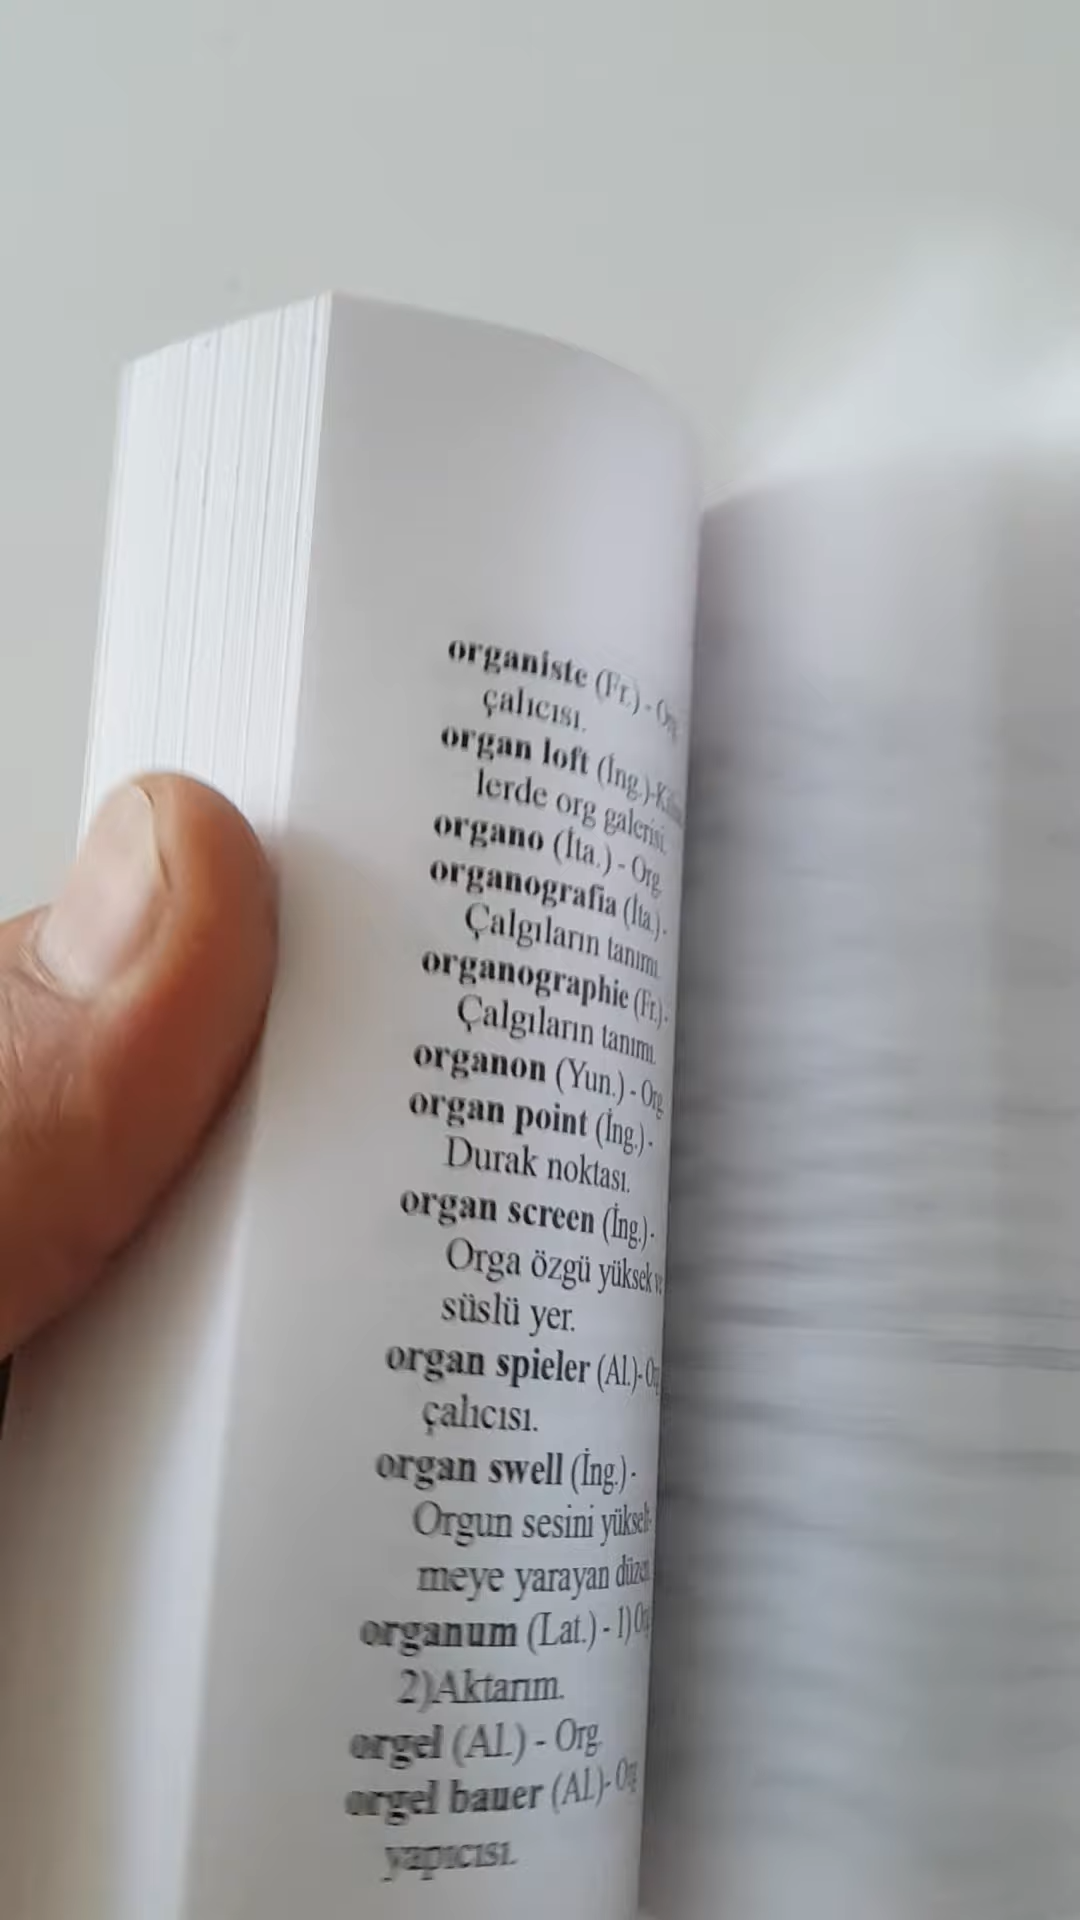 organiste (Fr.) - Org
çalıcısı.
organ loft (İng.)-Kilise
lerde org galerisi.
organo (İta.) - Org.
organografia (İta.)-
Çalgıların tanımı.
organographie (Fr.)-
Çalgıların tanımı.
organon (Yun.) - Org
organ point (İng.)-
Durak noktası.
organ screen (İng.)-
Orga özgü yüksek ve
süslü yer.
organ spieler (Al.)- Org
çalıcısı.
organ swell (İng.)-
Orgun sesini yükselt-
meye yarayan düzen
organum (Lat.) - 1)Org
2)Aktarım.
orgel (Al.) - Org.
orgel bauer (Al.)- Org
yapıcısı.